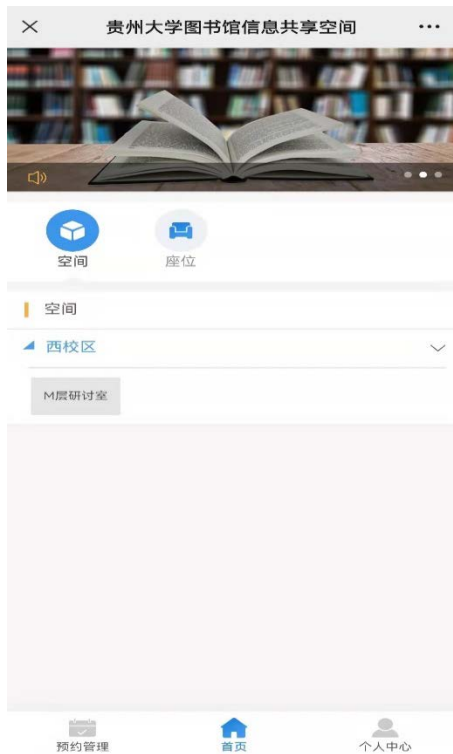 贵州大学图书馆信息共享空间
空间
座位
空间
西校区
M层研讨室
预约管理
首页
个人中心